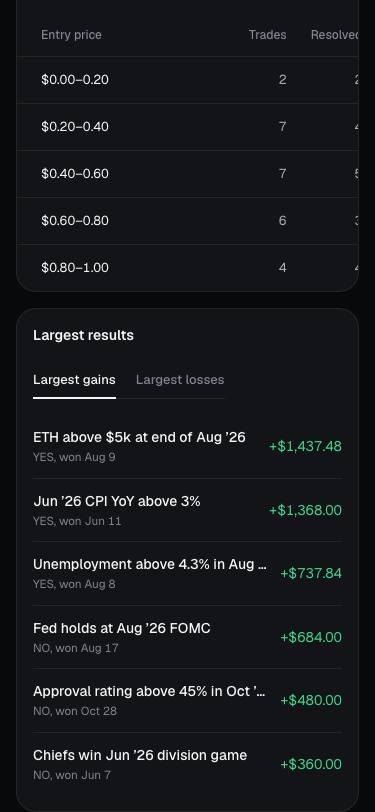 Entry price Trades Resolved
$0.00–0.20 2
$0.20–0.40 7
$0.40–0.60 7
$0.60–0.80 6
$0.80–1.00 4
Largest results
Largest gains Largest losses
ETH above $5k at end of Aug ’26 +$1,437.48
YES, won Aug 9
Jun ’26 CPI YoY above 3% +$1,368.00
YES, won Jun 11
Unemployment above 4.3% in Aug ... +$737.84
YES, won Aug 8
Fed holds at Aug ’26 FOMC +$684.00
NO, won Aug 17
Approval rating above 45% in Oct ’... +$480.00
NO, won Oct 28
Chiefs win Jun ’26 division game +$360.00
NO, won Jun 7